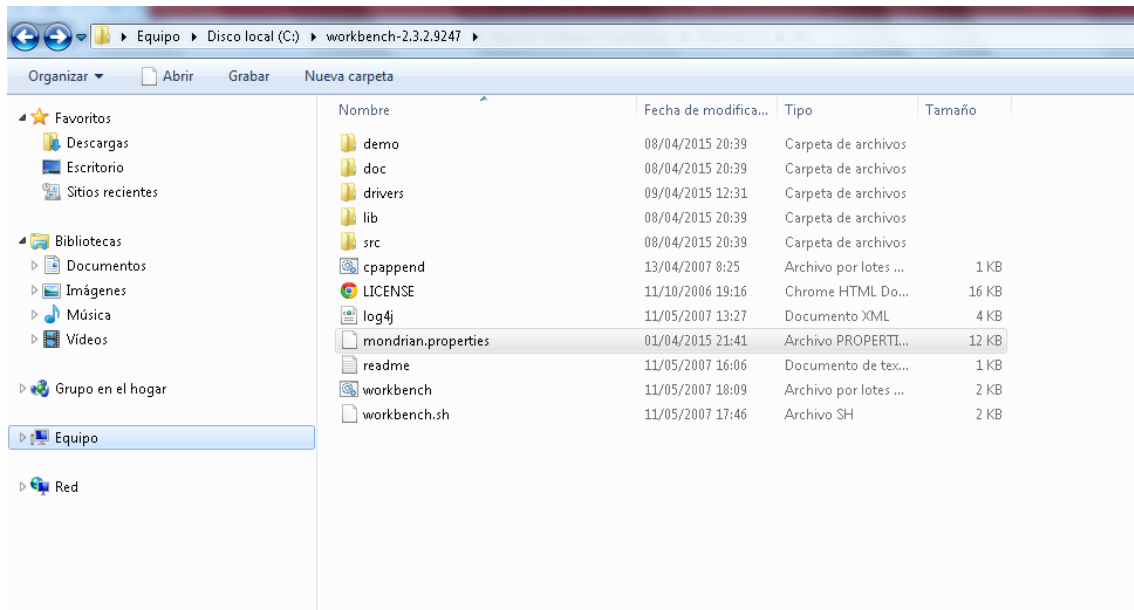 Equipo Disco local (C:) workbench-2.3.2.9247
Organizar Abrir Grabar Nueva carpeta
Favoritos
Descargas
Escritorio
Sitios recientes
Bibliotecas
Documentos
Imágenes
Música
Vídeos
Grupo en el hogar
Equipo
Red
Nombre Fecha de modifica... Tipo Tamaño
demo 08/04/2015 20:39 Carpeta de archivos
doc 08/04/2015 20:39 Carpeta de archivos
drivers 09/04/2015 12:31 Carpeta de archivos
lib 08/04/2015 20:39 Carpeta de archivos
src 08/04/2015 20:39 Carpeta de archivos
cpappend 13/04/2007 8:25 Archivo por lotes ... 1 KB
LICENSE 11/10/2006 19:16 Chrome HTML Do... 16 KB
log4j 11/05/2007 13:27 Documento XML 4 KB
mondrian.properties 01/04/2015 21:41 Archivo PROPERTI... 12 KB
readme 11/05/2007 16:06 Documento de tex... 1 KB
workbench 11/05/2007 18:09 Archivo por lotes ... 2 KB
workbench.sh 11/05/2007 17:46 Archivo SH 2 KB